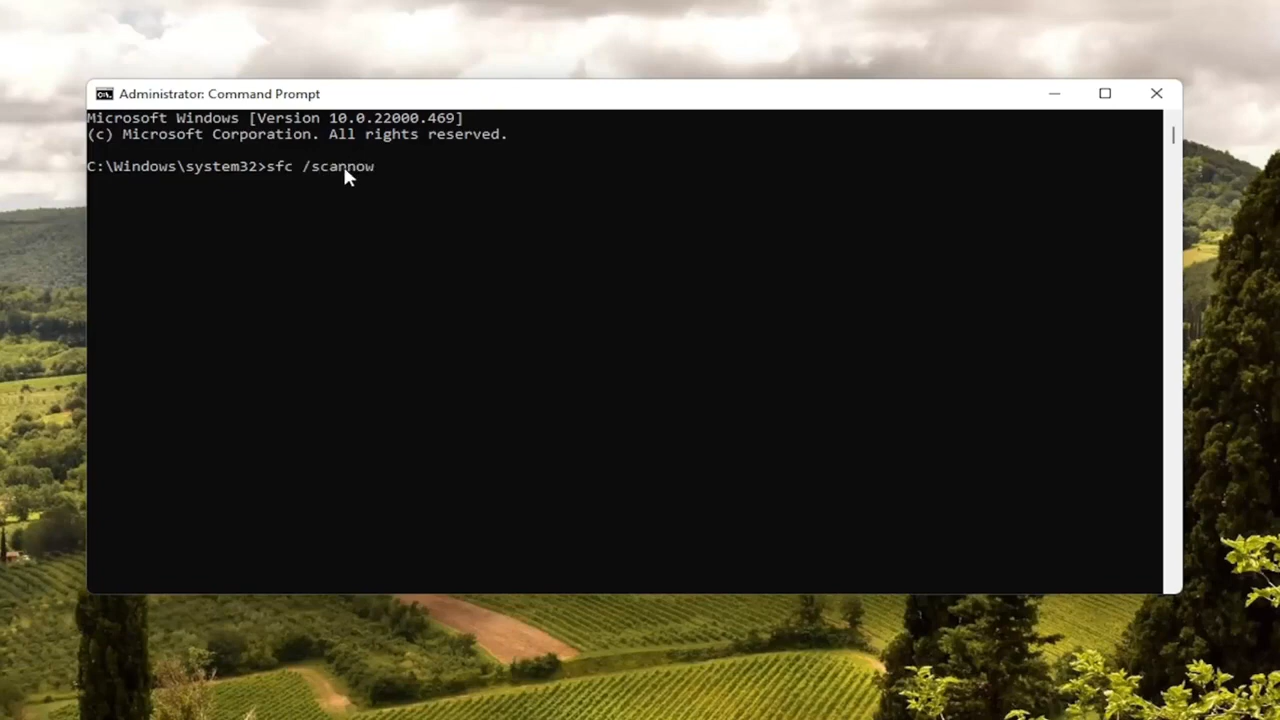 Administrator: Command Prompt
Microsoft Windows [Version 10.0.22000.469]
(c) Microsoft Corporation. All rights reserved.
C:\Windows\system32>sfc /scannow